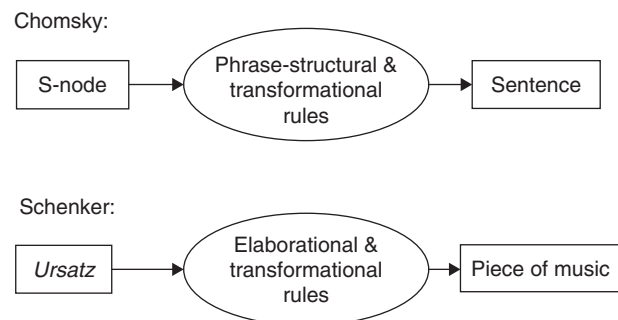 Chomsky:
S-node
Phrase-structural &
transformational
rules
Sentence
Schenker:
Ursatz
Elaborational &
transformational
rules
Piece of music